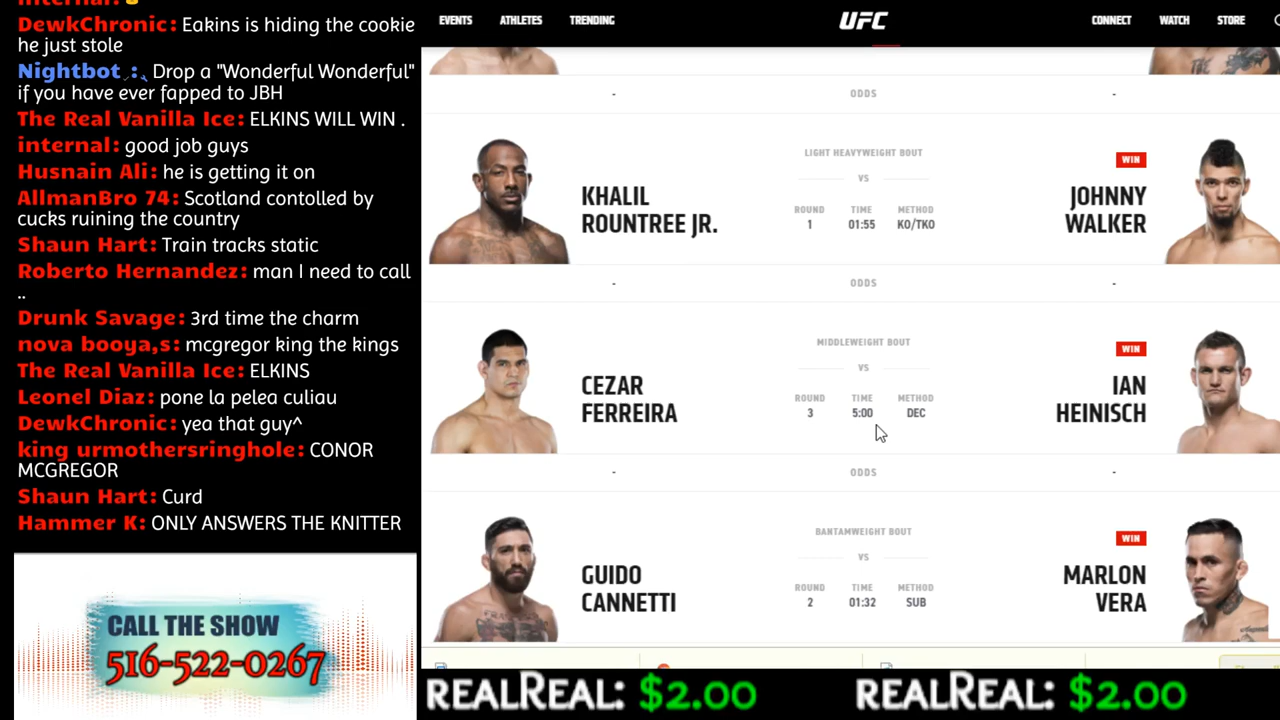 DewkChronic: Eakins is hiding the cookie
he just stole
Nightbot : Drop a "Wonderful Wonderful"
if you have ever fapped to JBH
The Real Vanilla Ice: ELKINS WILL WIN .
internal: good job guys
Husnain Ali: he is getting it on
AllmanBro 74: Scotland contolled by
cucks ruining the country
Shaun Hart: Train tracks static
Roberto Hernandez: man I need to call
..
Drunk Savage: 3rd time the charm
nova booya,s: mcgregor king the kings
The Real Vanilla Ice: ELKINS
Leonel Diaz: pone la pelea culiau
DewkChronic: yea that guy^
king urmothersringhole: CONOR
MCGREGOR
Shaun Hart: Curd
Hammer K: ONLY ANSWERS THE KNITTER
CALL THE SHOW
516-522-0267
EVENTS ATHLETES TRENDING UFC CONNECT WATCH STORE
- ODDS -
LIGHT HEAVYWEIGHT BOUT
WIN
VS
KHALIL
ROUNTREE JR.
JOHNNY
WALKER
ROUND TIME METHOD
1 01:55 KO/TKO
- ODDS -
MIDDLEWEIGHT BOUT
WIN
VS
CEZAR
FERREIRA
IAN
HEINISCH
ROUND TIME METHOD
3 5:00 DEC
- ODDS -
BANTAMWEIGHT BOUT
WIN
VS
GUIDO
CANNETTI
MARLON
VERA
ROUND TIME METHOD
2 01:32 SUB
REALREAL: $2.00 REALREAL: $2.00